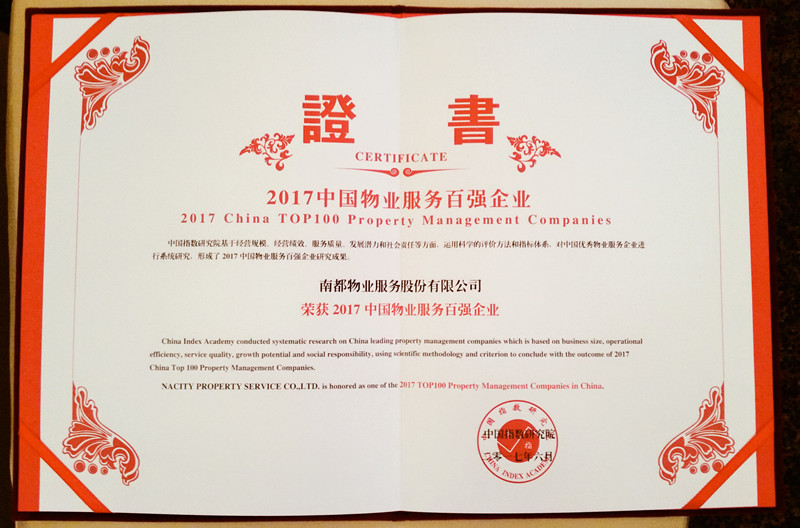 證書
CERTIFICATE
2017中国物业服务百强企业
2017 China TOP100 Property Management Companies
中国指数研究院基于经营规模、经营绩效、服务质量、发展潜力和社会责任等方面，运用科学的评价方法和指标体系，对中国优秀物业服务企业进
行系统研究，形成了2017中国物业服务百强企业研究成果。
南都物业服务股份有限公司
荣获2017中国物业服务百强企业
China Index Academy conducted systematic research on China leading property management companies which is based on business size, operational
efficiency, service quality, growth potential and social responsibility, using scientific methodology and criterion to conclude with the outcome of 2017
China Top 100 Property Management Companies.
NACITY PROPERTY SERVICE CO.,LTD. is honored as one of the 2017 TOP100 Property Management Companies in China.
中国指数研究院
中国指数研究院
二零一七年六月
CHINA INDEX ACADEMY